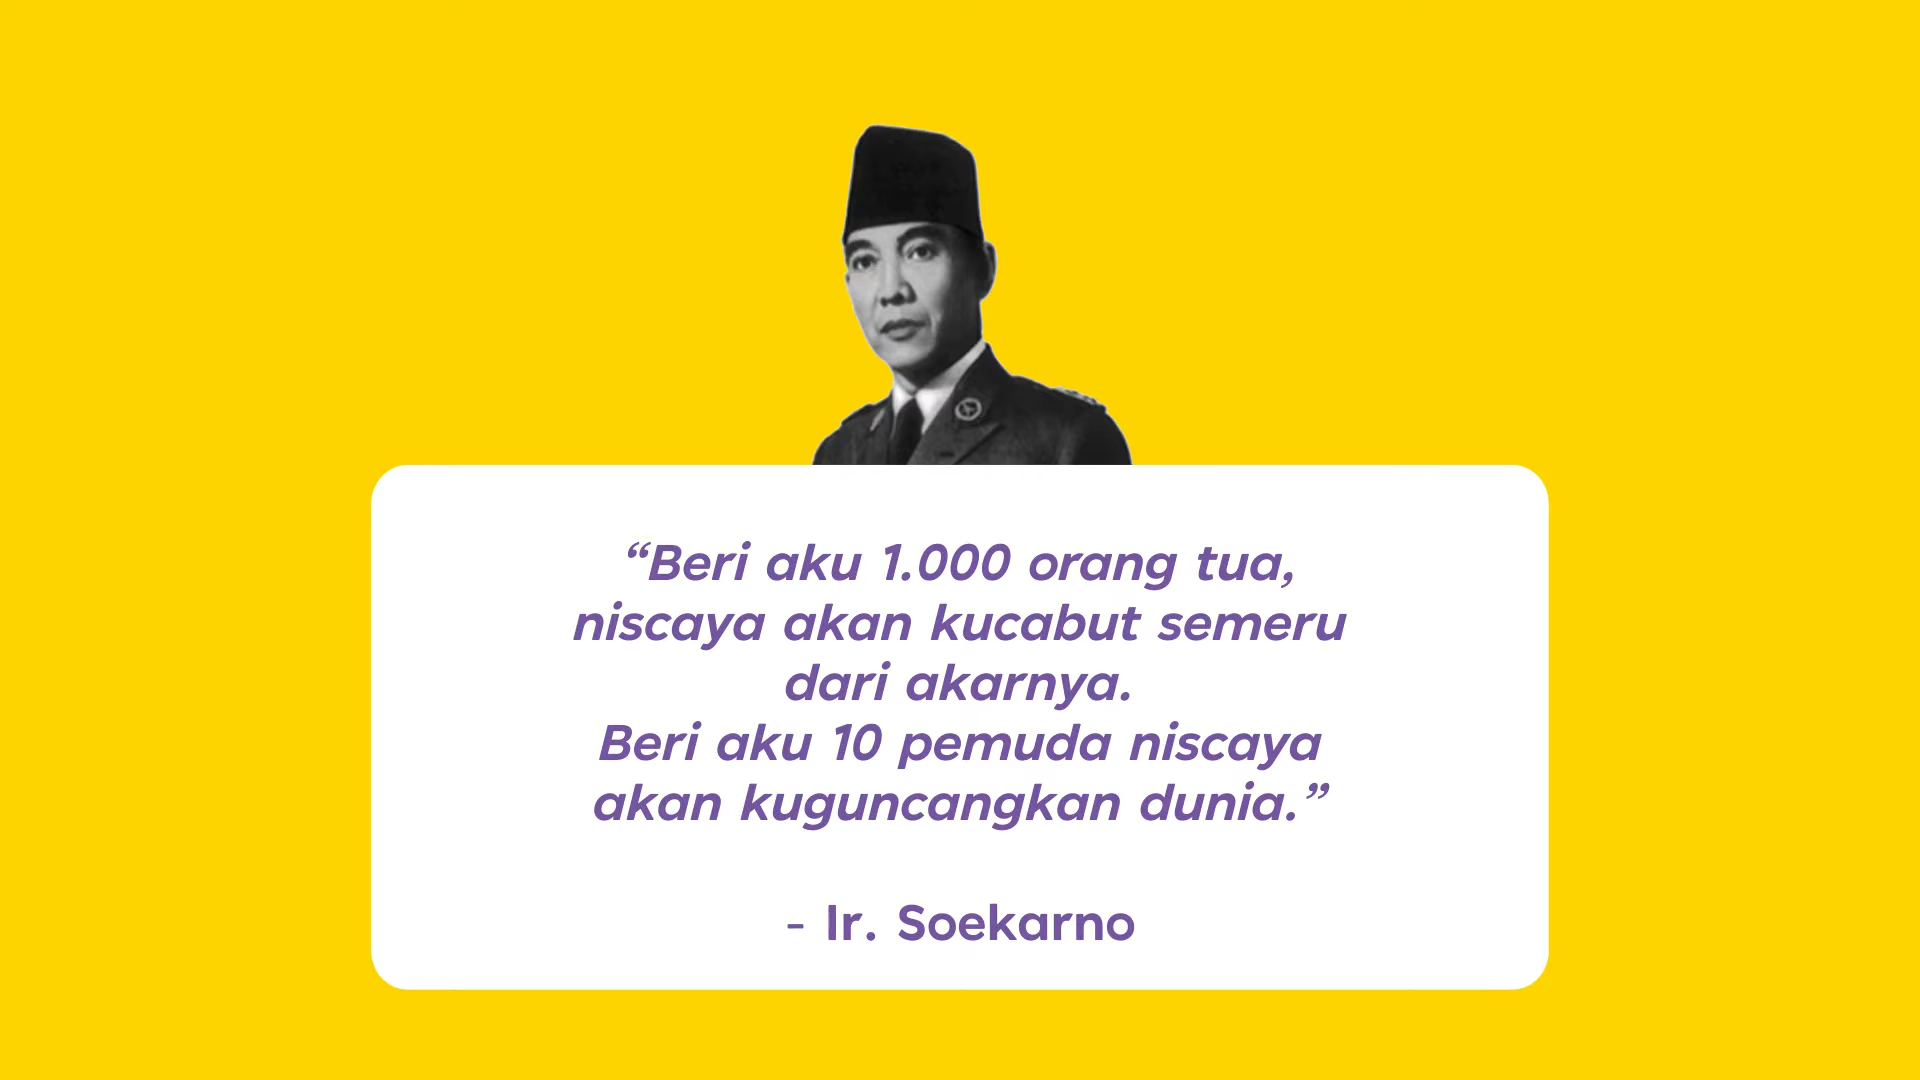 “Beri aku 1.000 orang tua,
niscaya akan kucabut semeru
dari akarnya.
Beri aku 10 pemuda niscaya
akan kuguncangkan dunia.”
- Ir. Soekarno